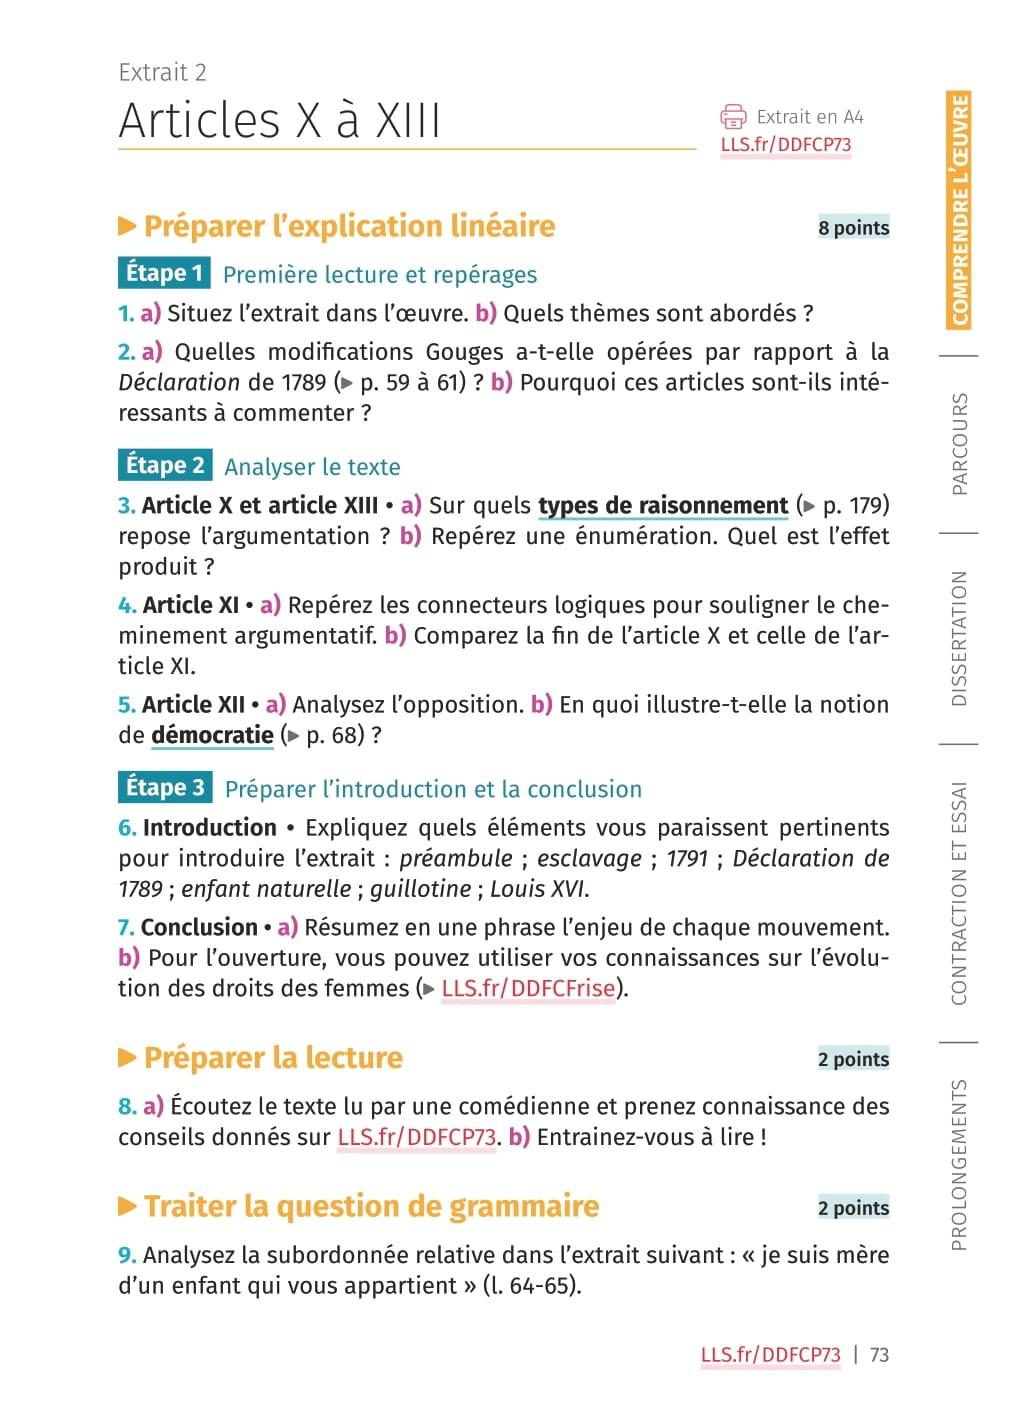 Extrait 2
Articles X à XIII
Extrait en A4
LLS.fr/DDFCP73
▶ Préparer l'explication linéaire 8 points
Étape 1 Première lecture et repérages
1. a) Situez l'extrait dans l'œuvre. b) Quels thèmes sont abordés ?
2. a) Quelles modifications Gouges a-t-elle opérées par rapport à la
Déclaration de 1789 (▶ p. 59 à 61) ? b) Pourquoi ces articles sont-ils inté-
ressants à commenter ?
Étape 2 Analyser le texte
3. Article X et article XIII • a) Sur quels types de raisonnement (▶ p. 179)
repose l'argumentation ? b) Repérez une énumération. Quel est l'effet
produit ?
4. Article XI • a) Repérez les connecteurs logiques pour souligner le che-
minement argumentatif. b) Comparez la fin de l'article X et celle de l'ar-
ticle XI.
5. Article XII • a) Analysez l'opposition. b) En quoi illustre-t-elle la notion
de démocratie (▶ p. 68) ?
Étape 3 Préparer l'introduction et la conclusion
6. Introduction • Expliquez quels éléments vous paraissent pertinents
pour introduire l'extrait : préambule ; esclavage ; 1791 ; Déclaration de
1789 ; enfant naturelle ; guillotine ; Louis XVI.
7. Conclusion • a) Résumez en une phrase l'enjeu de chaque mouvement.
b) Pour l'ouverture, vous pouvez utiliser vos connaissances sur l'évolu-
tion des droits des femmes (▶ LLS.fr/DDFCFrise).
▶ Préparer la lecture 2 points
8. a) Écoutez le texte lu par une comédienne et prenez connaissance des
conseils donnés sur LLS.fr/DDFCP73. b) Entrainez-vous à lire !
▶ Traiter la question de grammaire 2 points
9. Analysez la subordonnée relative dans l'extrait suivant : « je suis mère
d'un enfant qui vous appartient » (l. 64-65).
LLS.fr/DDFCP73 | 73
COMPRENDRE L'ŒUVRE
PARCOURS
DISSERTATION
CONTRACTION ET ESSAI
PROLONGEMENTS